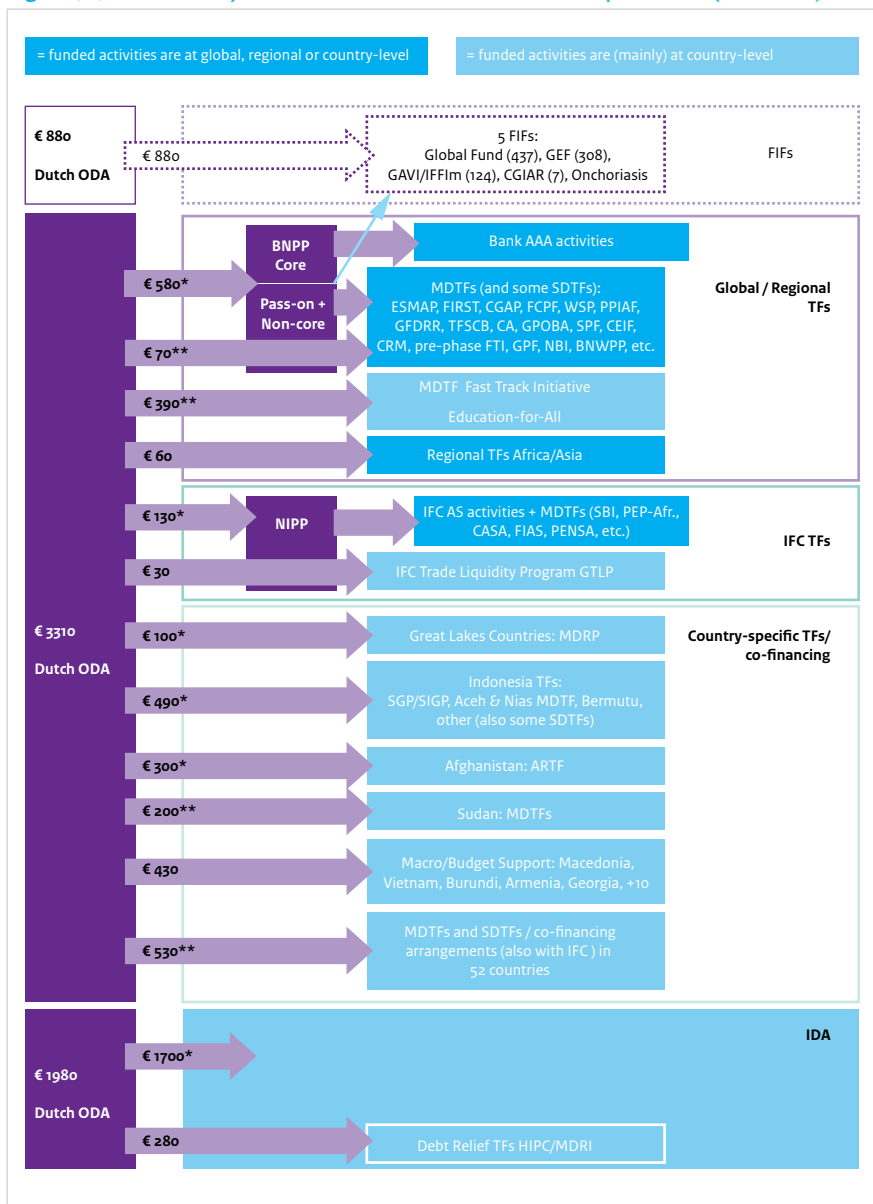 = funded activities are at global, regional or country-level
= funded activities are (mainly) at country-level
€ 880
Dutch ODA
€ 880
5 FIFs:
Global Fund (437), GEF (308),
GAVI/IFFIm (124), CGIAR (7), Onchoriasis
FIFs
€ 3310
Dutch ODA
€ 580*
BNPP
Core
Pass-on +
Non-core
Bank AAA activities
MDTFs (and some SDTFs):
ESMAP, FIRST, CGAP, FCPF, WSP, PPIAF,
GFDRR, TFSCB, CA, GPOBA, SPF, CEIF,
CRM, pre-phase FTI, GPF, NBI, BNWPP, etc.
Global / Regional
TFs
€ 70**
€ 390**
MDTF Fast Track Initiative
Education-for-All
€ 60
Regional TFs Africa/Asia
€ 130*
NIPP
IFC AS activities + MDTFs (SBI, PEP-Afr.,
CASA, FIAS, PENSA, etc.)
IFC TFs
€ 30
IFC Trade Liquidity Program GTLP
€ 100*
Great Lakes Countries: MDRP
Country-specific TFs/
co-financing
€ 490*
Indonesia TFs:
SGP/SIGP, Aceh & Nias MDTF, Bermutu,
other (also some SDTFs)
€ 300*
Afghanistan: ARTF
€ 200**
Sudan: MDTFs
€ 430
Macro/Budget Support: Macedonia,
Vietnam, Burundi, Armenia, Georgia, +10
€ 530**
MDTFs and SDTFs / co-financing
arrangements (also with IFC ) in
52 countries
€ 1980
Dutch ODA
€ 1700*
IDA
€ 280
Debt Relief TFs HIPC/MDRI